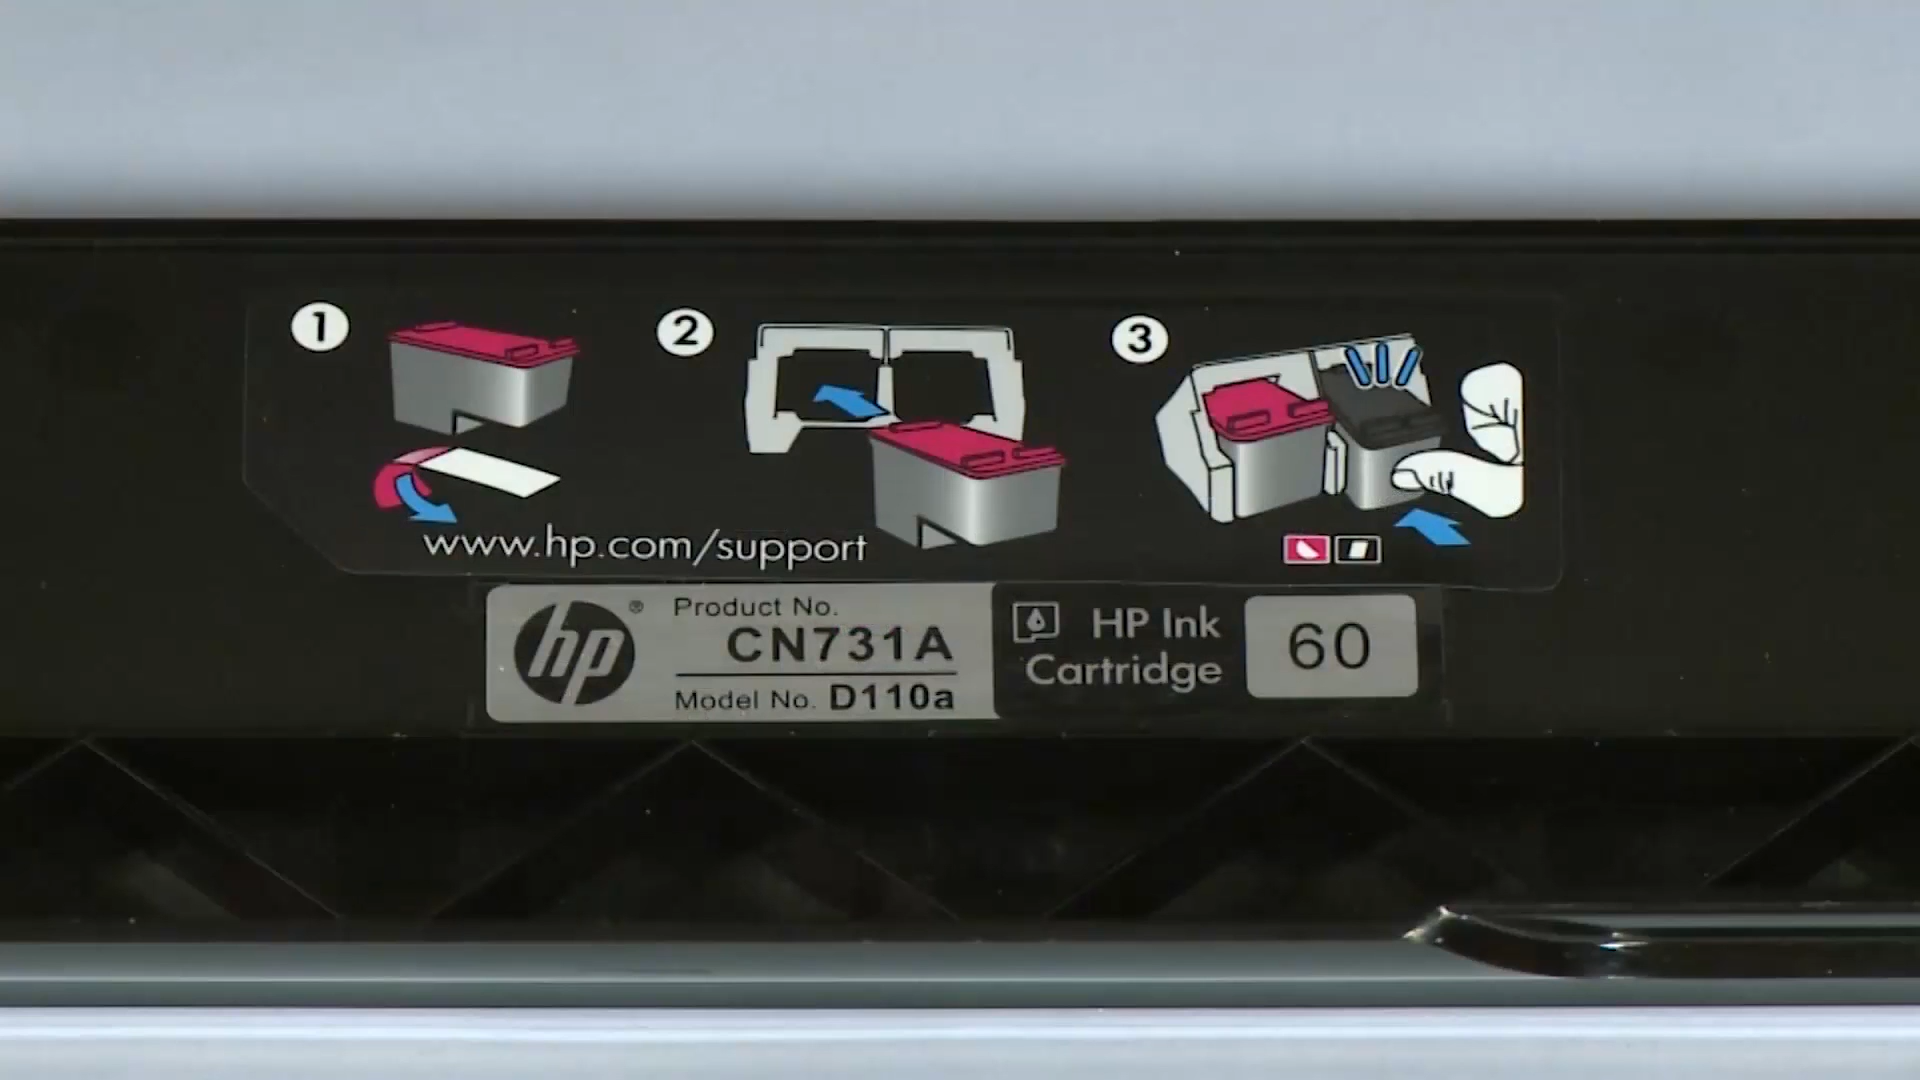 1
2
3
www.hp.com/support
hp®
Product No.
CN731A
Model No. D110a
HP Ink
Cartridge
60